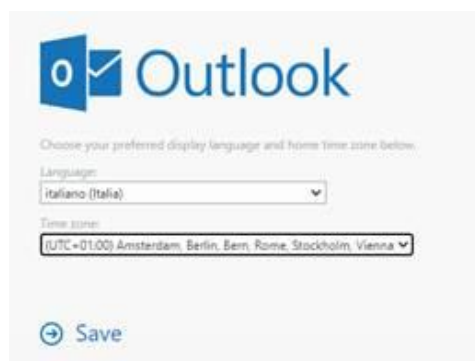 Outlook
Choose your preferred display language and home time zone below.
Language:
italiano (Italia)
Time zone:
(UTC+01:00) Amsterdam, Berlin, Bern, Rome, Stockholm, Vienna
Save